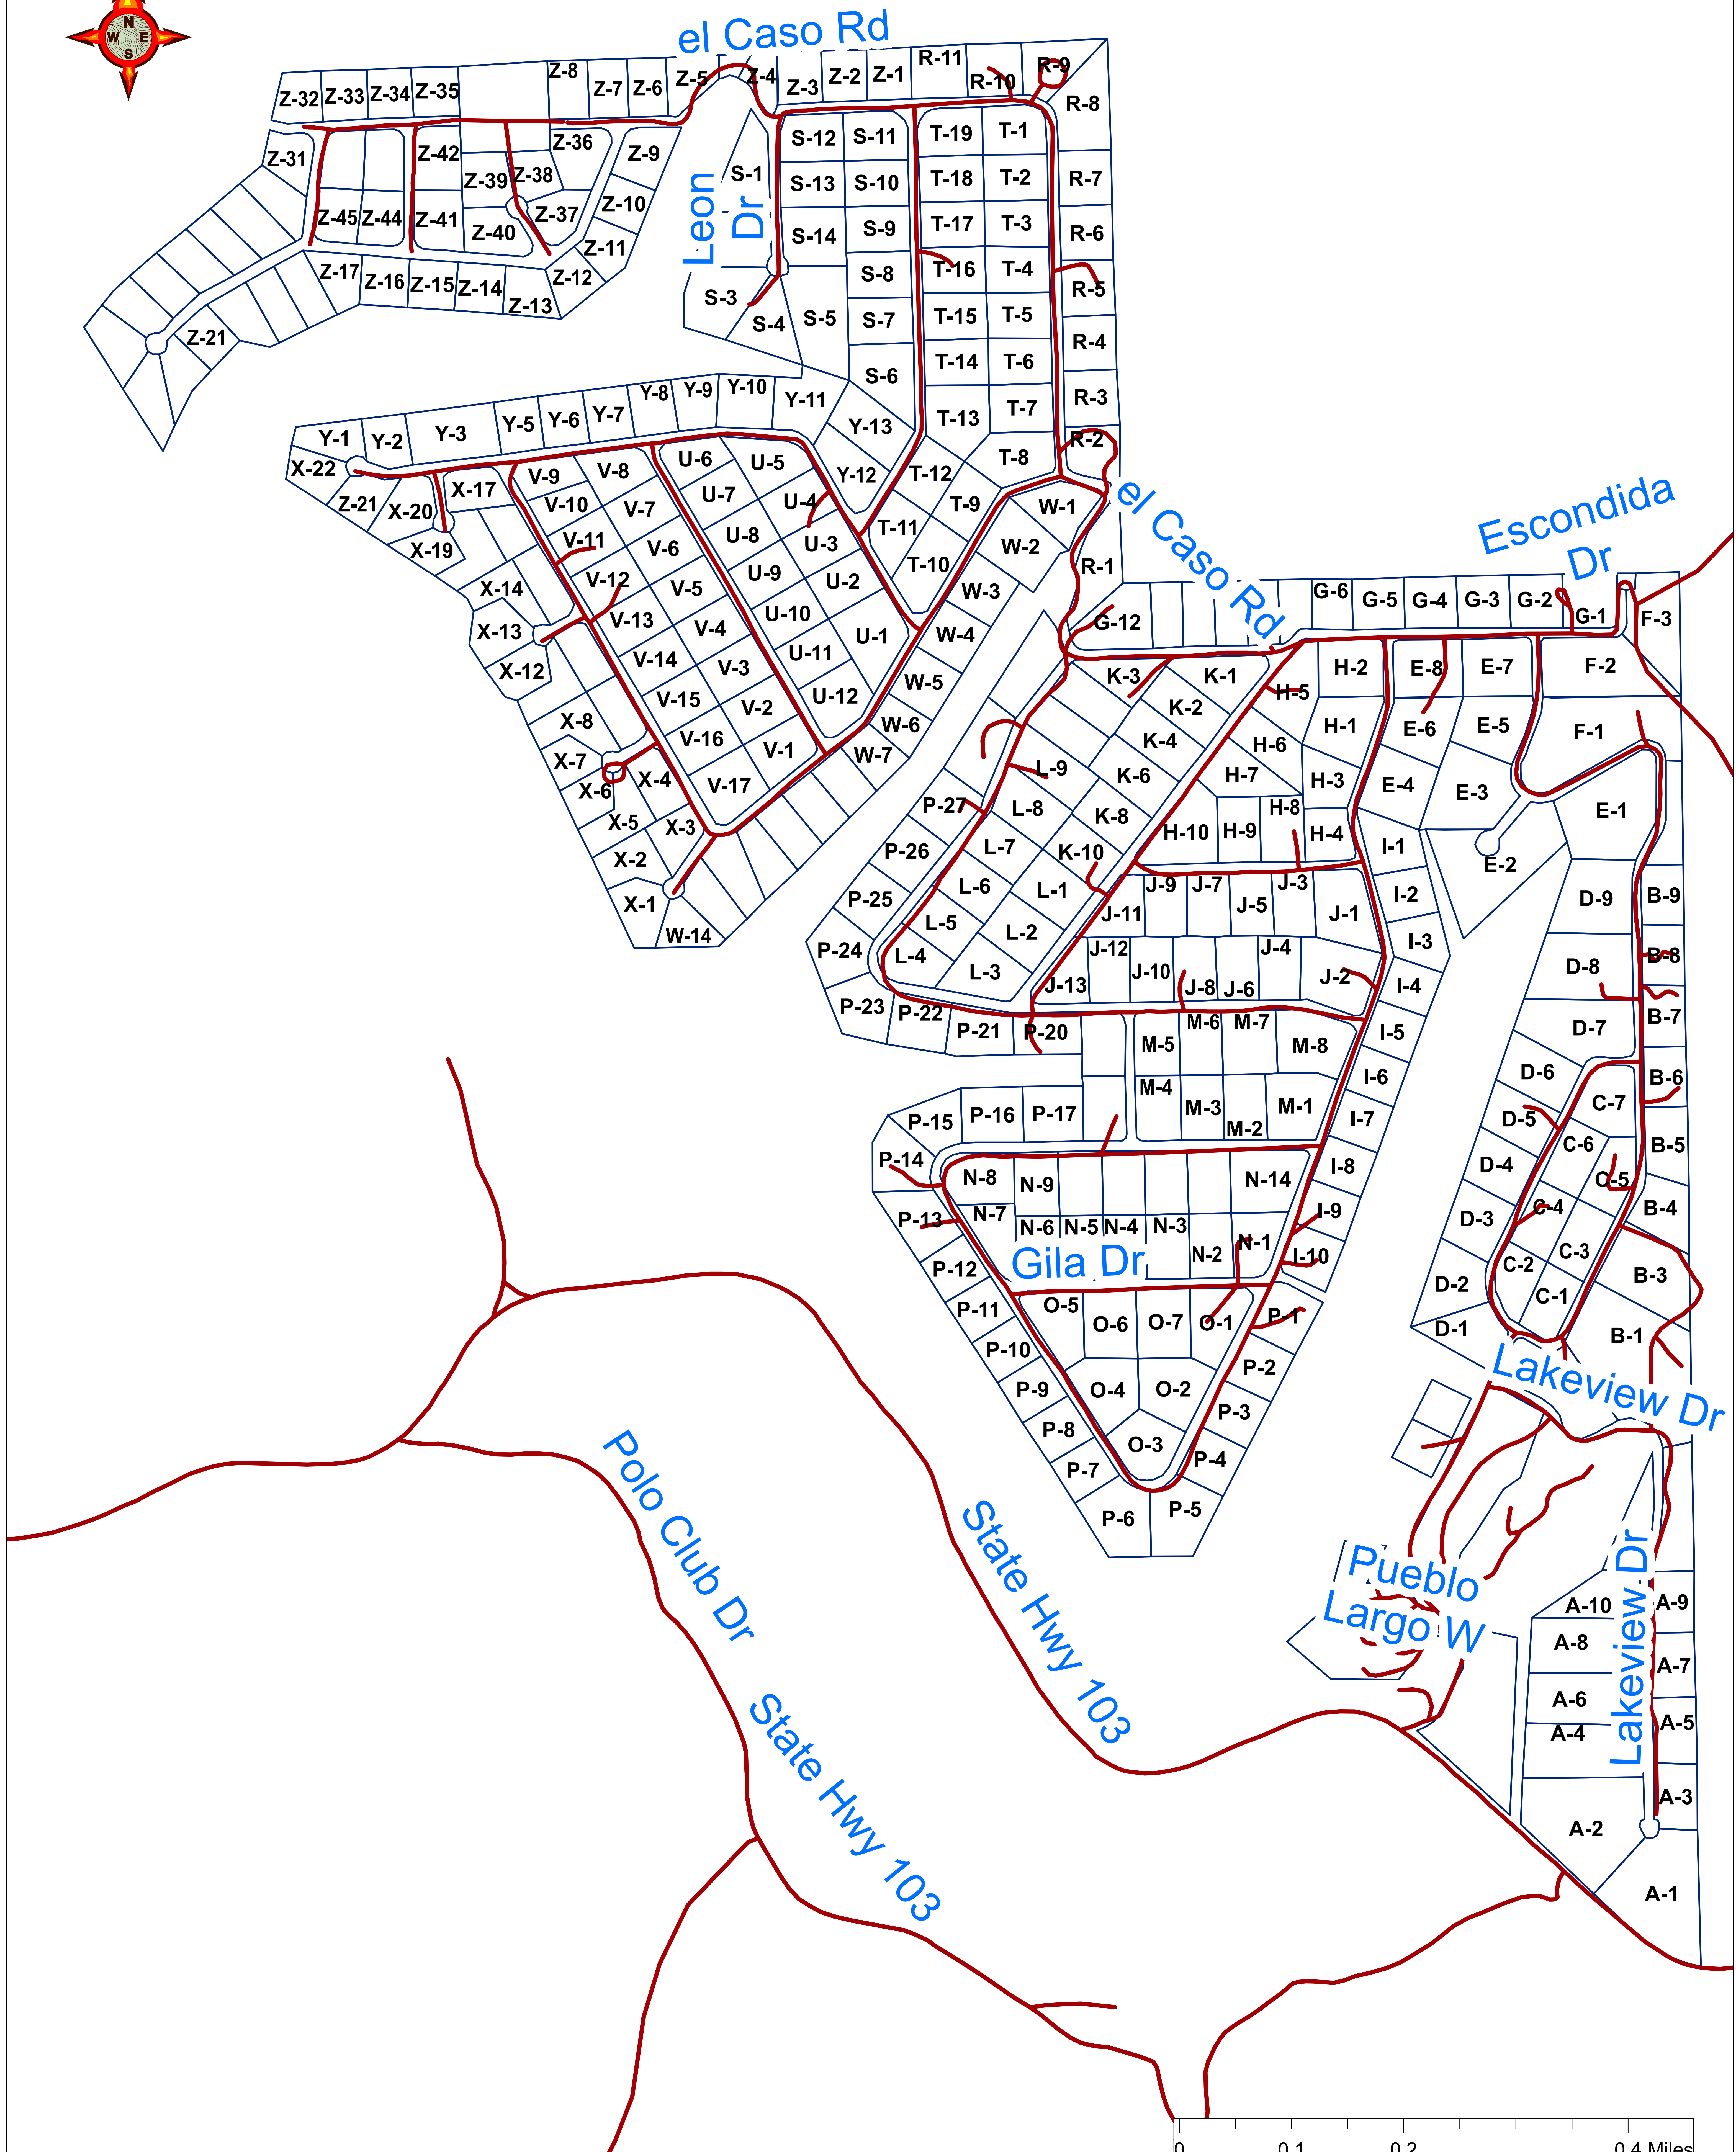 N
W E
S
el Caso Rd
Z-32 Z-33 Z-34 Z-35 Z-8 Z-7 Z-6 Z-5 Z-4 Z-3 Z-2 Z-1 R-11 R-10 R-9
R-8
Z-31 Z-42 Z-36 Z-9 S-12 S-11 T-19 T-1
Z-39 Z-38 S-1 S-13 S-10 T-18 T-2 R-7
Z-45 Z-44 Z-41 Z-40 Z-37 Z-10 S-14 S-9 T-17 T-3 R-6
Leon
Dr
Z-17 Z-16 Z-15 Z-14 Z-13 Z-12 Z-11 S-8 T-16 T-4 R-5
Z-21 S-3 S-4 S-5 S-7 T-15 T-5 R-4
S-6 T-14 T-6
Y-1 Y-2 Y-3 Y-5 Y-6 Y-7 Y-8 Y-9 Y-10 Y-11 Y-13 T-13 T-7 R-3
X-22 X-17 V-9 V-8 U-6 U-5 Y-12 T-12 T-8 R-2
Z-21 X-20 V-10 V-7 U-7 U-4 T-11 T-9 W-1
el Caso Rd
Escondida
Dr
X-19 V-11 V-6 U-8 U-3 T-10 W-2 R-1
X-14 V-12 V-5 U-9 U-2 W-3 G-6 G-5 G-4 G-3 G-2 G-1 F-3
X-13 V-13 V-4 U-10 U-1 W-4 G-12
X-12 V-14 V-3 U-11 W-5 K-3 K-1 H-2 E-8 E-7 F-2
X-8 V-15 V-2 U-12 W-6 K-2 H-5 H-1 E-6 E-5 F-1
X-7 V-16 V-1 W-7 K-4 H-6
X-6 X-4 V-17 L-9 K-6 H-7 H-3 E-4 E-3 E-1
X-5 X-3 P-27 L-8 K-8 H-10 H-9 H-8 H-4
X-2 P-26 L-7 K-10 I-1 E-2
X-1 P-25 L-6 L-1 J-11 J-9 J-7 J-5 J-3 J-1 I-2 D-9 B-9
W-14 P-24 L-5 L-4 L-2 J-12 J-4 I-3
L-3 J-13 J-10 J-8 J-6 J-2 I-4 D-8 B-8
P-23 P-22 P-21 P-20 M-5 M-6 M-7 M-8 I-5 D-7 B-7
M-4 I-6 D-6 B-6
P-15 P-16 P-17 M-3 M-2 M-1 I-7 D-5 C-7
P-14 N-8 N-9 N-14 I-8 D-4 C-6 C-5 B-5
P-13 N-7 N-6 N-5 N-4 N-3 N-2 N-1 I-9 D-3 C-4 B-4
Gila Dr
P-12 I-10 D-2 C-2 C-3 C-1 B-3
P-11 O-5 O-6 O-7 O-1 P-1 D-1 B-1
P-10 P-2
Lakeview Dr
P-9 O-4 O-2 P-3
P-8 O-3 P-4
P-7 P-6 P-5
Polo Club Dr
State Hwy 103
Pueblo
Largo W
Lakeview Dr
A-10 A-9
A-8 A-7
A-6 A-5
A-4
A-3
A-2
A-1
State Hwy 103
0 0.1 0.2 0.4 Miles